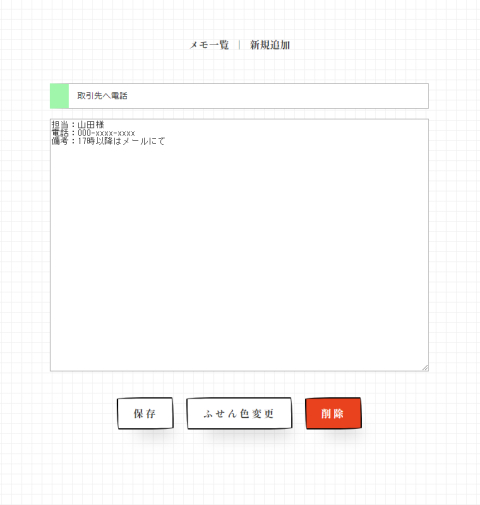 メモ一覧 | 新規追加
取引先へ電話
担当：山田様
電話：000-xxxx-xxxx
備考：17時以降はメールにて
保存 ふせん色変更 削除